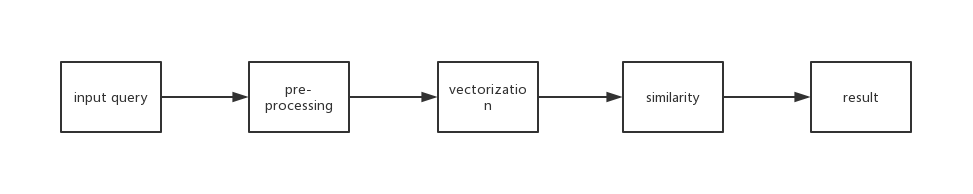 input query
pre-
processing
vectorizatio
n
similarity
result